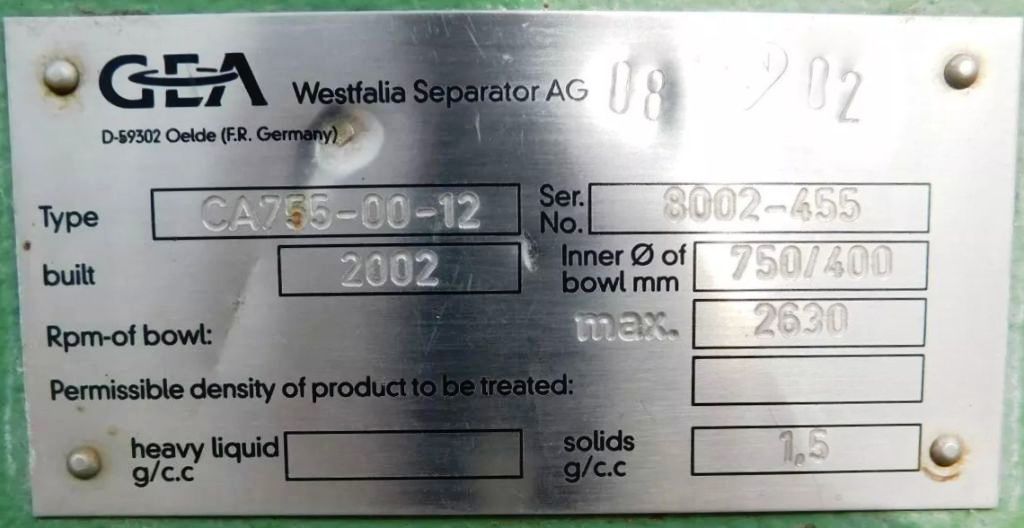 GEA Westfalia Separator AG 08 02
D-59302 Oelde (F.R. Germany)
Type CA755-00-12 Ser. No. 8002-455
built 2002 Inner Ø of bowl mm 750/400
Rpm-of bowl: max. 2630
Permissible density of product to be treated:
heavy liquid g/c.c solids g/c.c 1,5